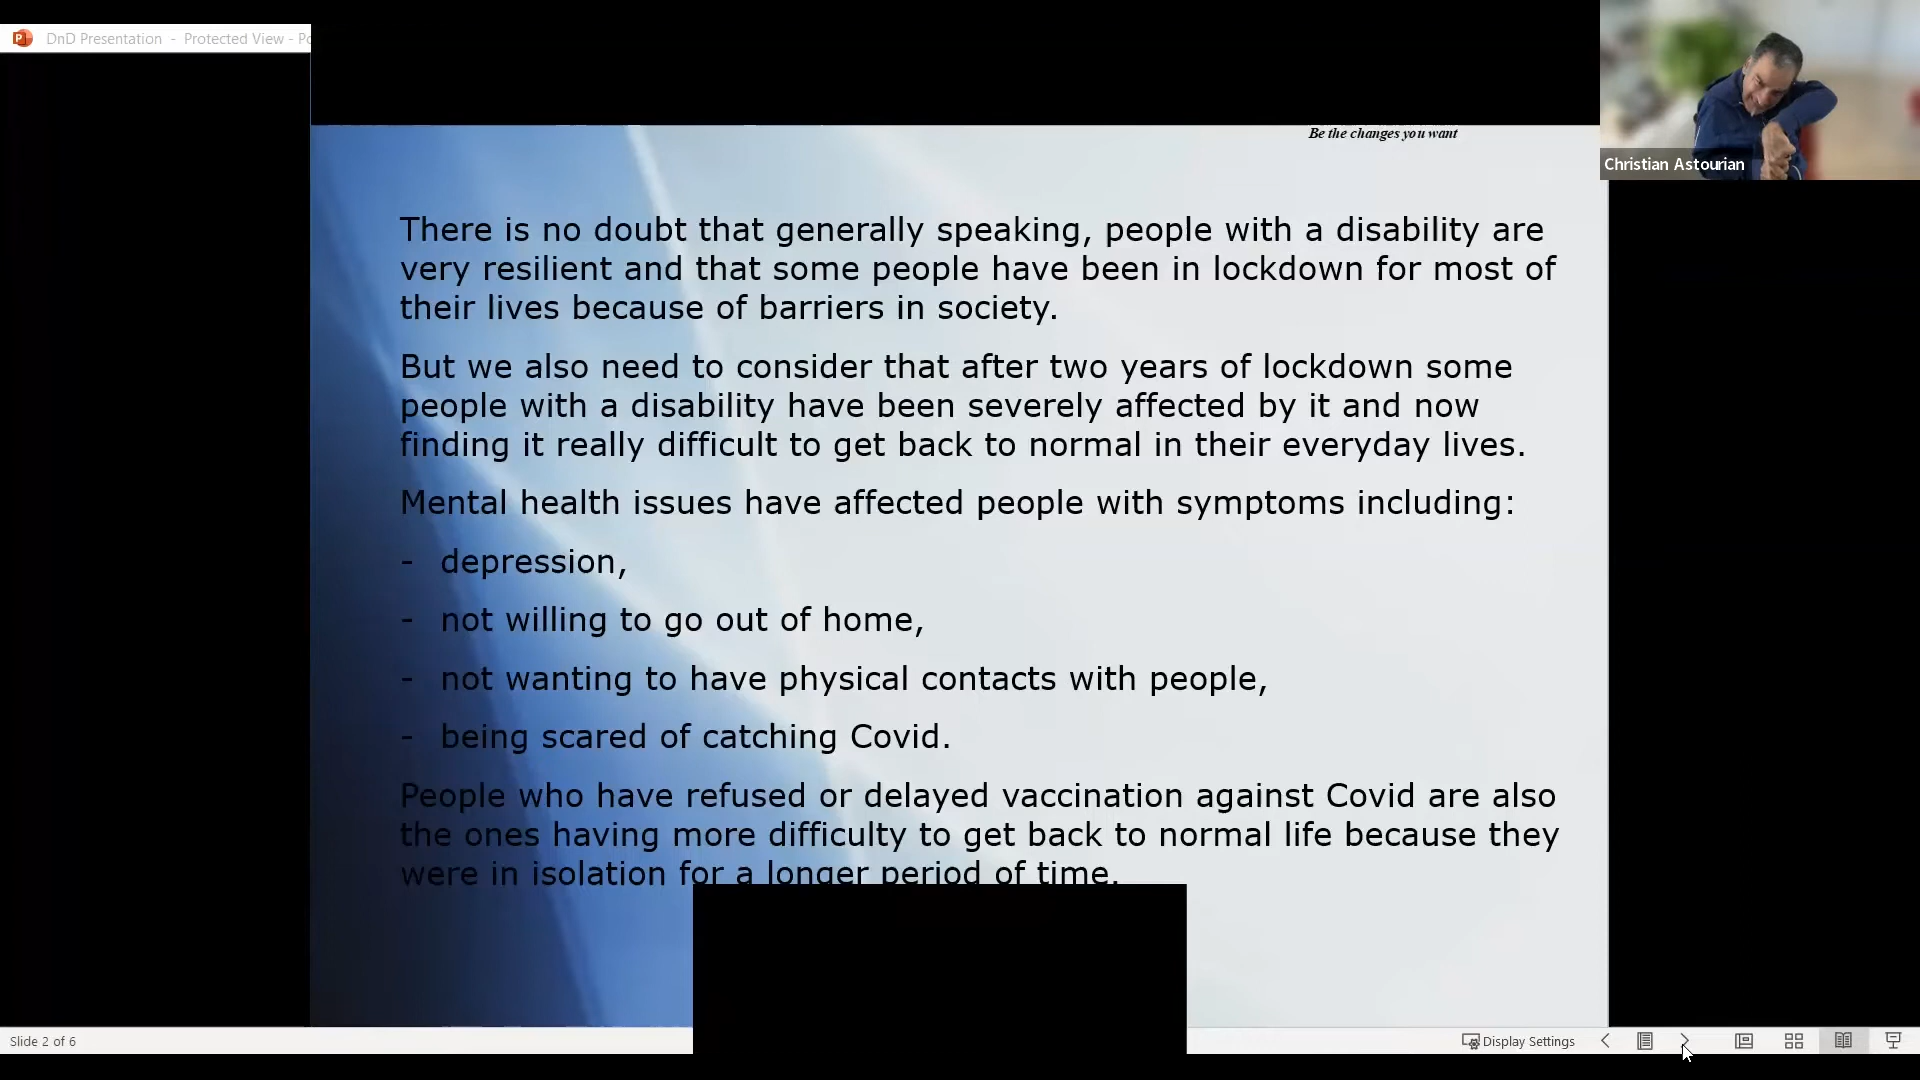 DnD Presentation - Protected View - Po
Be the changes you want
Christian Astourian
There is no doubt that generally speaking, people with a disability are
very resilient and that some people have been in lockdown for most of
their lives because of barriers in society.
But we also need to consider that after two years of lockdown some
people with a disability have been severely affected by it and now
finding it really difficult to get back to normal in their everyday lives.
Mental health issues have affected people with symptoms including:
- depression,
- not willing to go out of home,
- not wanting to have physical contacts with people,
- being scared of catching Covid.
People who have refused or delayed vaccination against Covid are also
the ones having more difficulty to get back to normal life because they
were in isolation for a longer period of time.
Slide 2 of 6
Display Settings